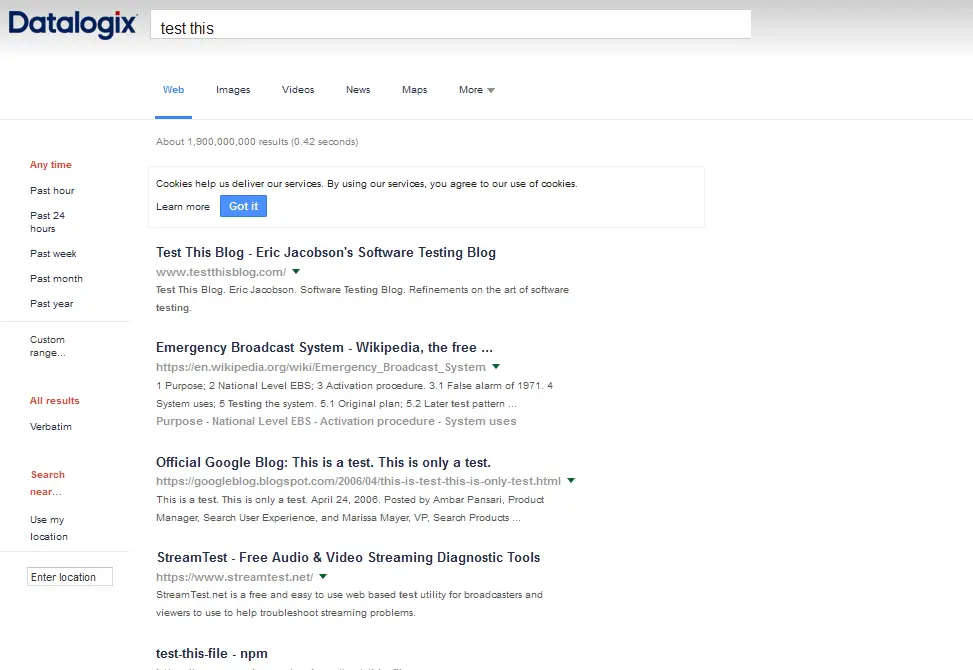 Datalogix
test this
Web Images Videos News Maps More
About 1,900,000,000 results (0.42 seconds)
Any time
Past hour
Past 24
hours
Past week
Past month
Past year
Custom
range...
All results
Verbatim
Search
near...
Use my
location
Enter location
Cookies help us deliver our services. By using our services, you agree to our use of cookies.
Learn more Got it
Test This Blog - Eric Jacobson's Software Testing Blog
www.testthisblog.com/
Test This Blog. Eric Jacobson. Software Testing Blog. Refinements on the art of software
testing.
Emergency Broadcast System - Wikipedia, the free ...
https://en.wikipedia.org/wiki/Emergency_Broadcast_System
1 Purpose; 2 National Level EBS; 3 Activation procedure. 3.1 False alarm of 1971. 4
System uses; 5 Testing the system. 5.1 Original plan; 5.2 Later test pattern ...
Purpose - National Level EBS - Activation procedure - System uses
Official Google Blog: This is a test. This is only a test.
https://googleblog.blogspot.com/2006/04/this-is-test-this-is-only-test.html
This is a test. This is only a test. April 24, 2006. Posted by Ambar Pansari, Product
Manager, Search User Experience, and Marissa Mayer, VP, Search Products ...
StreamTest - Free Audio & Video Streaming Diagnostic Tools
https://www.streamtest.net/
StreamTest.net is a free and easy to use web based test utility for broadcasters and
viewers to use to help troubleshoot streaming problems.
test-this-file - npm